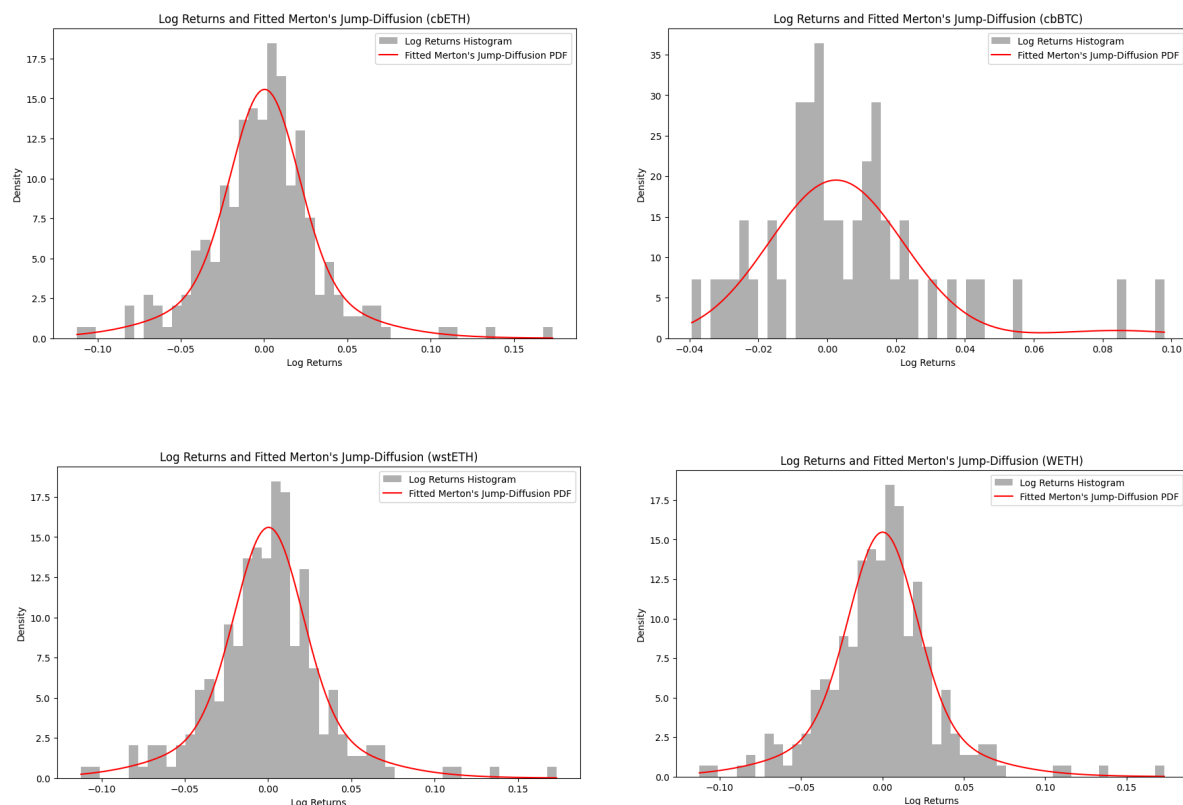 Log Returns and Fitted Merton's Jump-Diffusion (cbETH)
Log Returns Histogram
Fitted Merton's Jump-Diffusion PDF
17.5
15.0
12.5
10.0
7.5
5.0
2.5
0.0
Density
−0.10 −0.05 0.00 0.05 0.10 0.15
Log Returns
Log Returns and Fitted Merton's Jump-Diffusion (cbBTC)
Log Returns Histogram
Fitted Merton's Jump-Diffusion PDF
35
30
25
20
15
10
5
0
Density
−0.04 −0.02 0.00 0.02 0.04 0.06 0.08 0.10
Log Returns
Log Returns and Fitted Merton's Jump-Diffusion (wstETH)
Log Returns Histogram
Fitted Merton's Jump-Diffusion PDF
17.5
15.0
12.5
10.0
7.5
5.0
2.5
0.0
Density
−0.10 −0.05 0.00 0.05 0.10 0.15
Log Returns
Log Returns and Fitted Merton's Jump-Diffusion (WETH)
Log Returns Histogram
Fitted Merton's Jump-Diffusion PDF
17.5
15.0
12.5
10.0
7.5
5.0
2.5
0.0
Density
−0.10 −0.05 0.00 0.05 0.10 0.15
Log Returns